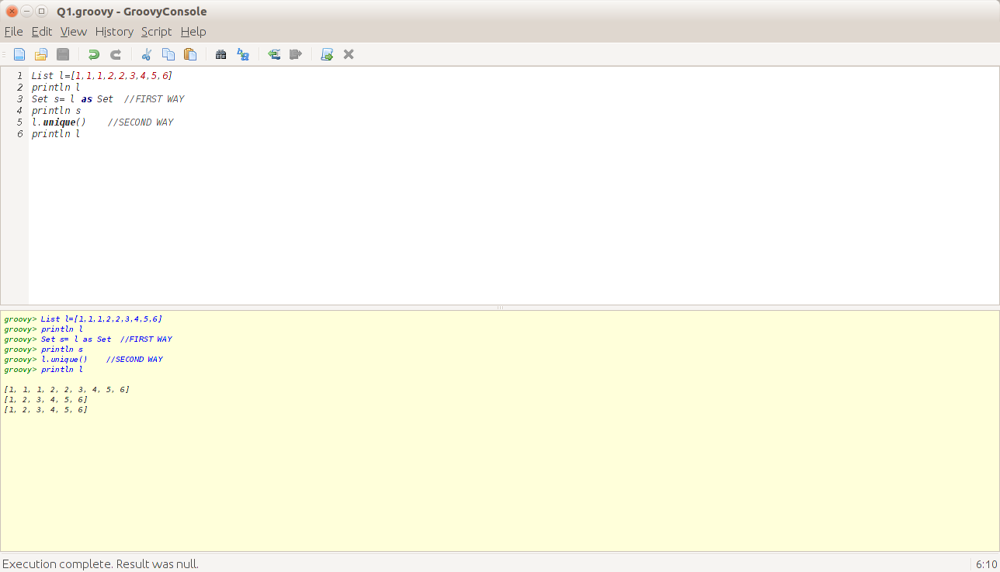 Q1.groovy - GroovyConsole
File Edit View History Script Help
1 List l=[1,1,1,2,2,3,4,5,6]
2 println l
3 Set s= l as Set  //FIRST WAY
4 println s
5 l.unique()    //SECOND WAY
6 println l
groovy> List l=[1,1,1,2,2,3,4,5,6]
groovy> println l
groovy> Set s= l as Set  //FIRST WAY
groovy> println s
groovy> l.unique()    //SECOND WAY
groovy> println l
[1, 1, 1, 2, 2, 3, 4, 5, 6]
[1, 2, 3, 4, 5, 6]
[1, 2, 3, 4, 5, 6]
Execution complete. Result was null. 6:10